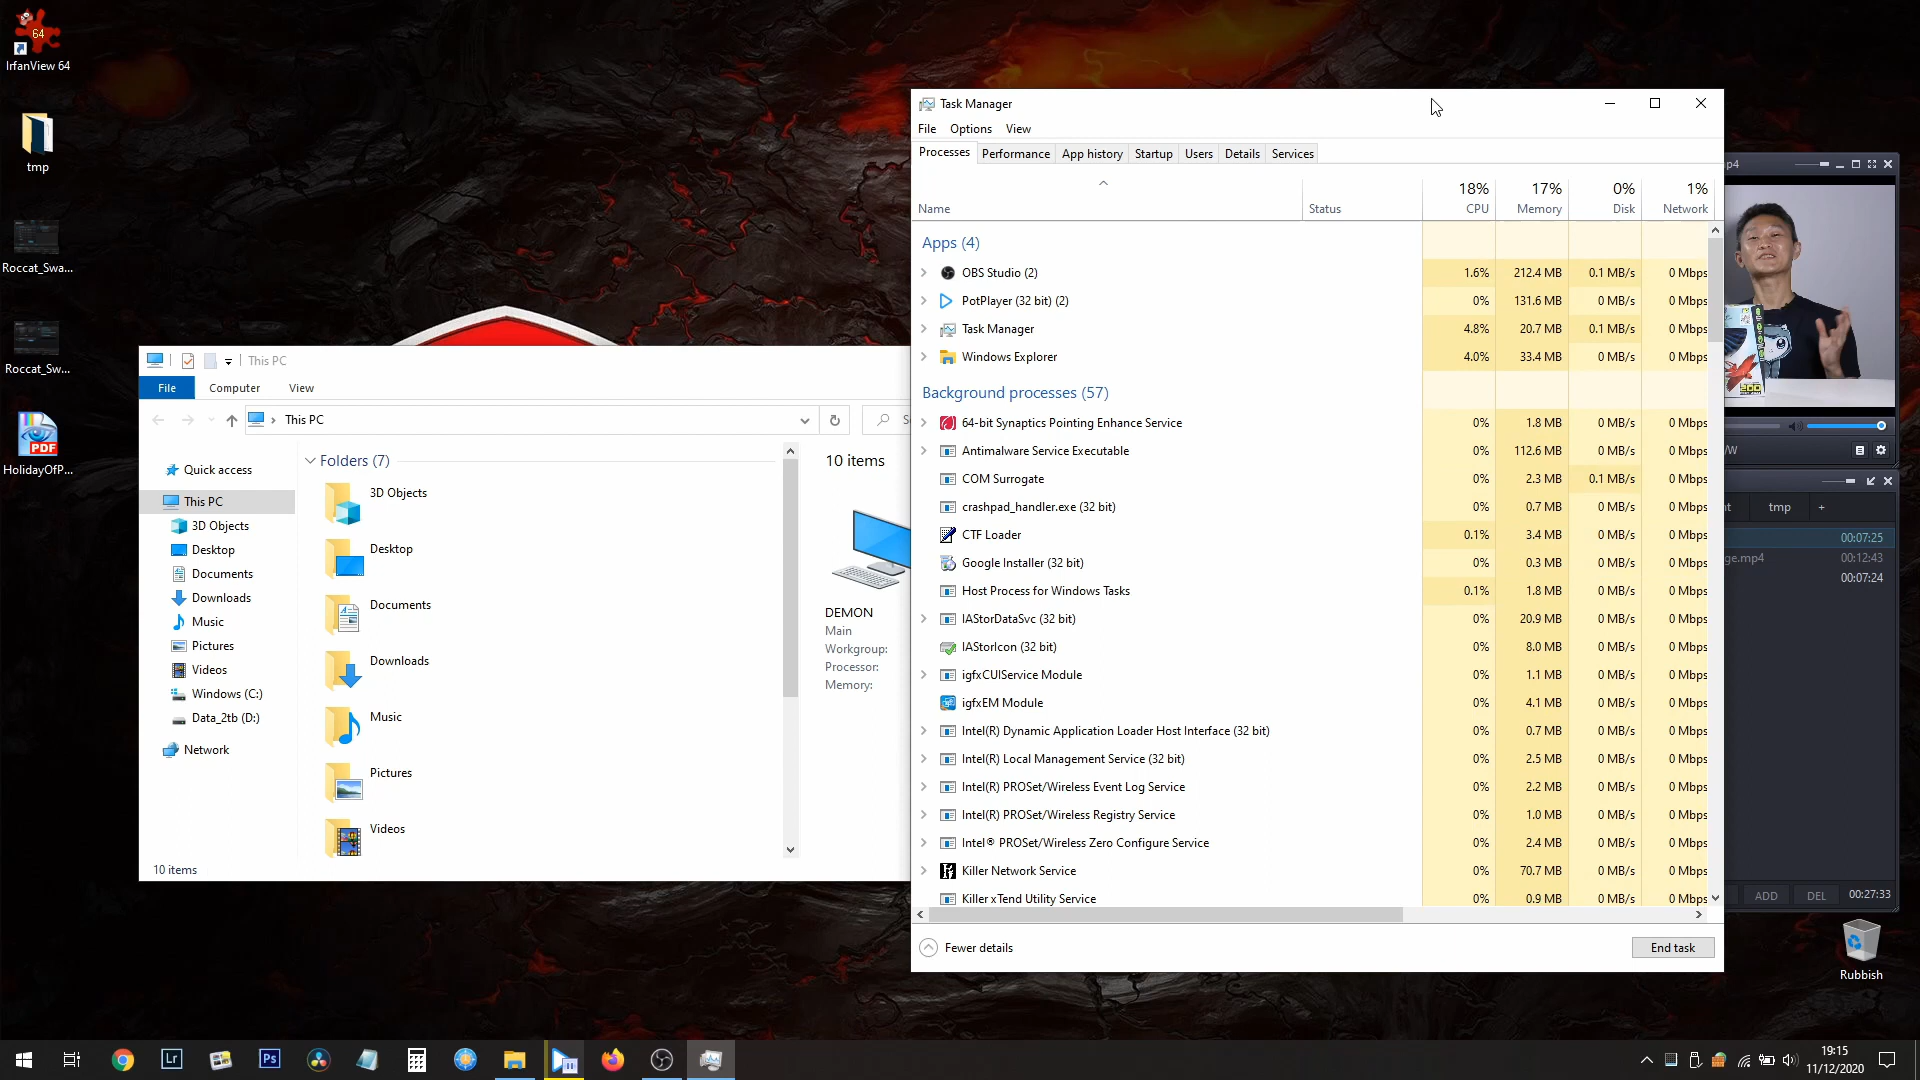 64
IrfanView 64
tmp
Roccat_Swa...
Roccat_Sw...
PDF
HolidayOfP...
This PC
File
Computer
View
This PC
S
Quick access
This PC
3D Objects
Desktop
Documents
Downloads
Music
Pictures
Videos
Windows (C:)
Data_2tb (D:)
Network
Folders (7)
3D Objects
Desktop
Documents
Downloads
Music
Pictures
Videos
10 items
DEMON
Main
Workgroup:
Processor:
Memory:
10 items
Task Manager
File Options View
Processes Performance App history Startup Users Details Services
18% 17% 0% 1%
Name Status CPU Memory Disk Network
Apps (4)
OBS Studio (2) 1.6% 212.4 MB 0.1 MB/s 0 Mbps
PotPlayer (32 bit) (2) 0% 131.6 MB 0 MB/s 0 Mbps
Task Manager 4.8% 20.7 MB 0.1 MB/s 0 Mbps
Windows Explorer 4.0% 33.4 MB 0 MB/s 0 Mbps
Background processes (57)
64-bit Synaptics Pointing Enhance Service 0% 1.8 MB 0 MB/s 0 Mbps
Antimalware Service Executable 0% 112.6 MB 0 MB/s 0 Mbps
COM Surrogate 0% 2.3 MB 0.1 MB/s 0 Mbps
crashpad_handler.exe (32 bit) 0% 0.7 MB 0 MB/s 0 Mbps
CTF Loader 0.1% 3.4 MB 0 MB/s 0 Mbps
Google Installer (32 bit) 0% 0.3 MB 0 MB/s 0 Mbps
Host Process for Windows Tasks 0.1% 1.8 MB 0 MB/s 0 Mbps
IAStorDataSvc (32 bit) 0% 20.9 MB 0 MB/s 0 Mbps
IAStorIcon (32 bit) 0% 8.0 MB 0 MB/s 0 Mbps
igfxCUIService Module 0% 1.1 MB 0 MB/s 0 Mbps
igfxEM Module 0% 4.1 MB 0 MB/s 0 Mbps
Intel(R) Dynamic Application Loader Host Interface (32 bit) 0% 0.7 MB 0 MB/s 0 Mbps
Intel(R) Local Management Service (32 bit) 0% 2.5 MB 0 MB/s 0 Mbps
Intel(R) PROSet/Wireless Event Log Service 0% 2.2 MB 0 MB/s 0 Mbps
Intel(R) PROSet/Wireless Registry Service 0% 1.0 MB 0 MB/s 0 Mbps
Intel® PROSet/Wireless Zero Configure Service 0% 2.4 MB 0 MB/s 0 Mbps
Killer Network Service 0% 70.7 MB 0 MB/s 0 Mbps
Killer xTend Utility Service 0% 0.9 MB 0 MB/s 0 Mbps
Fewer details
End task
p4
200
/W
nt tmp +
00:07:25
ge.mp4 00:12:43
00:07:24
ADD DEL 00:27:33
Rubbish
Lr
Ps
19:15
11/12/2020